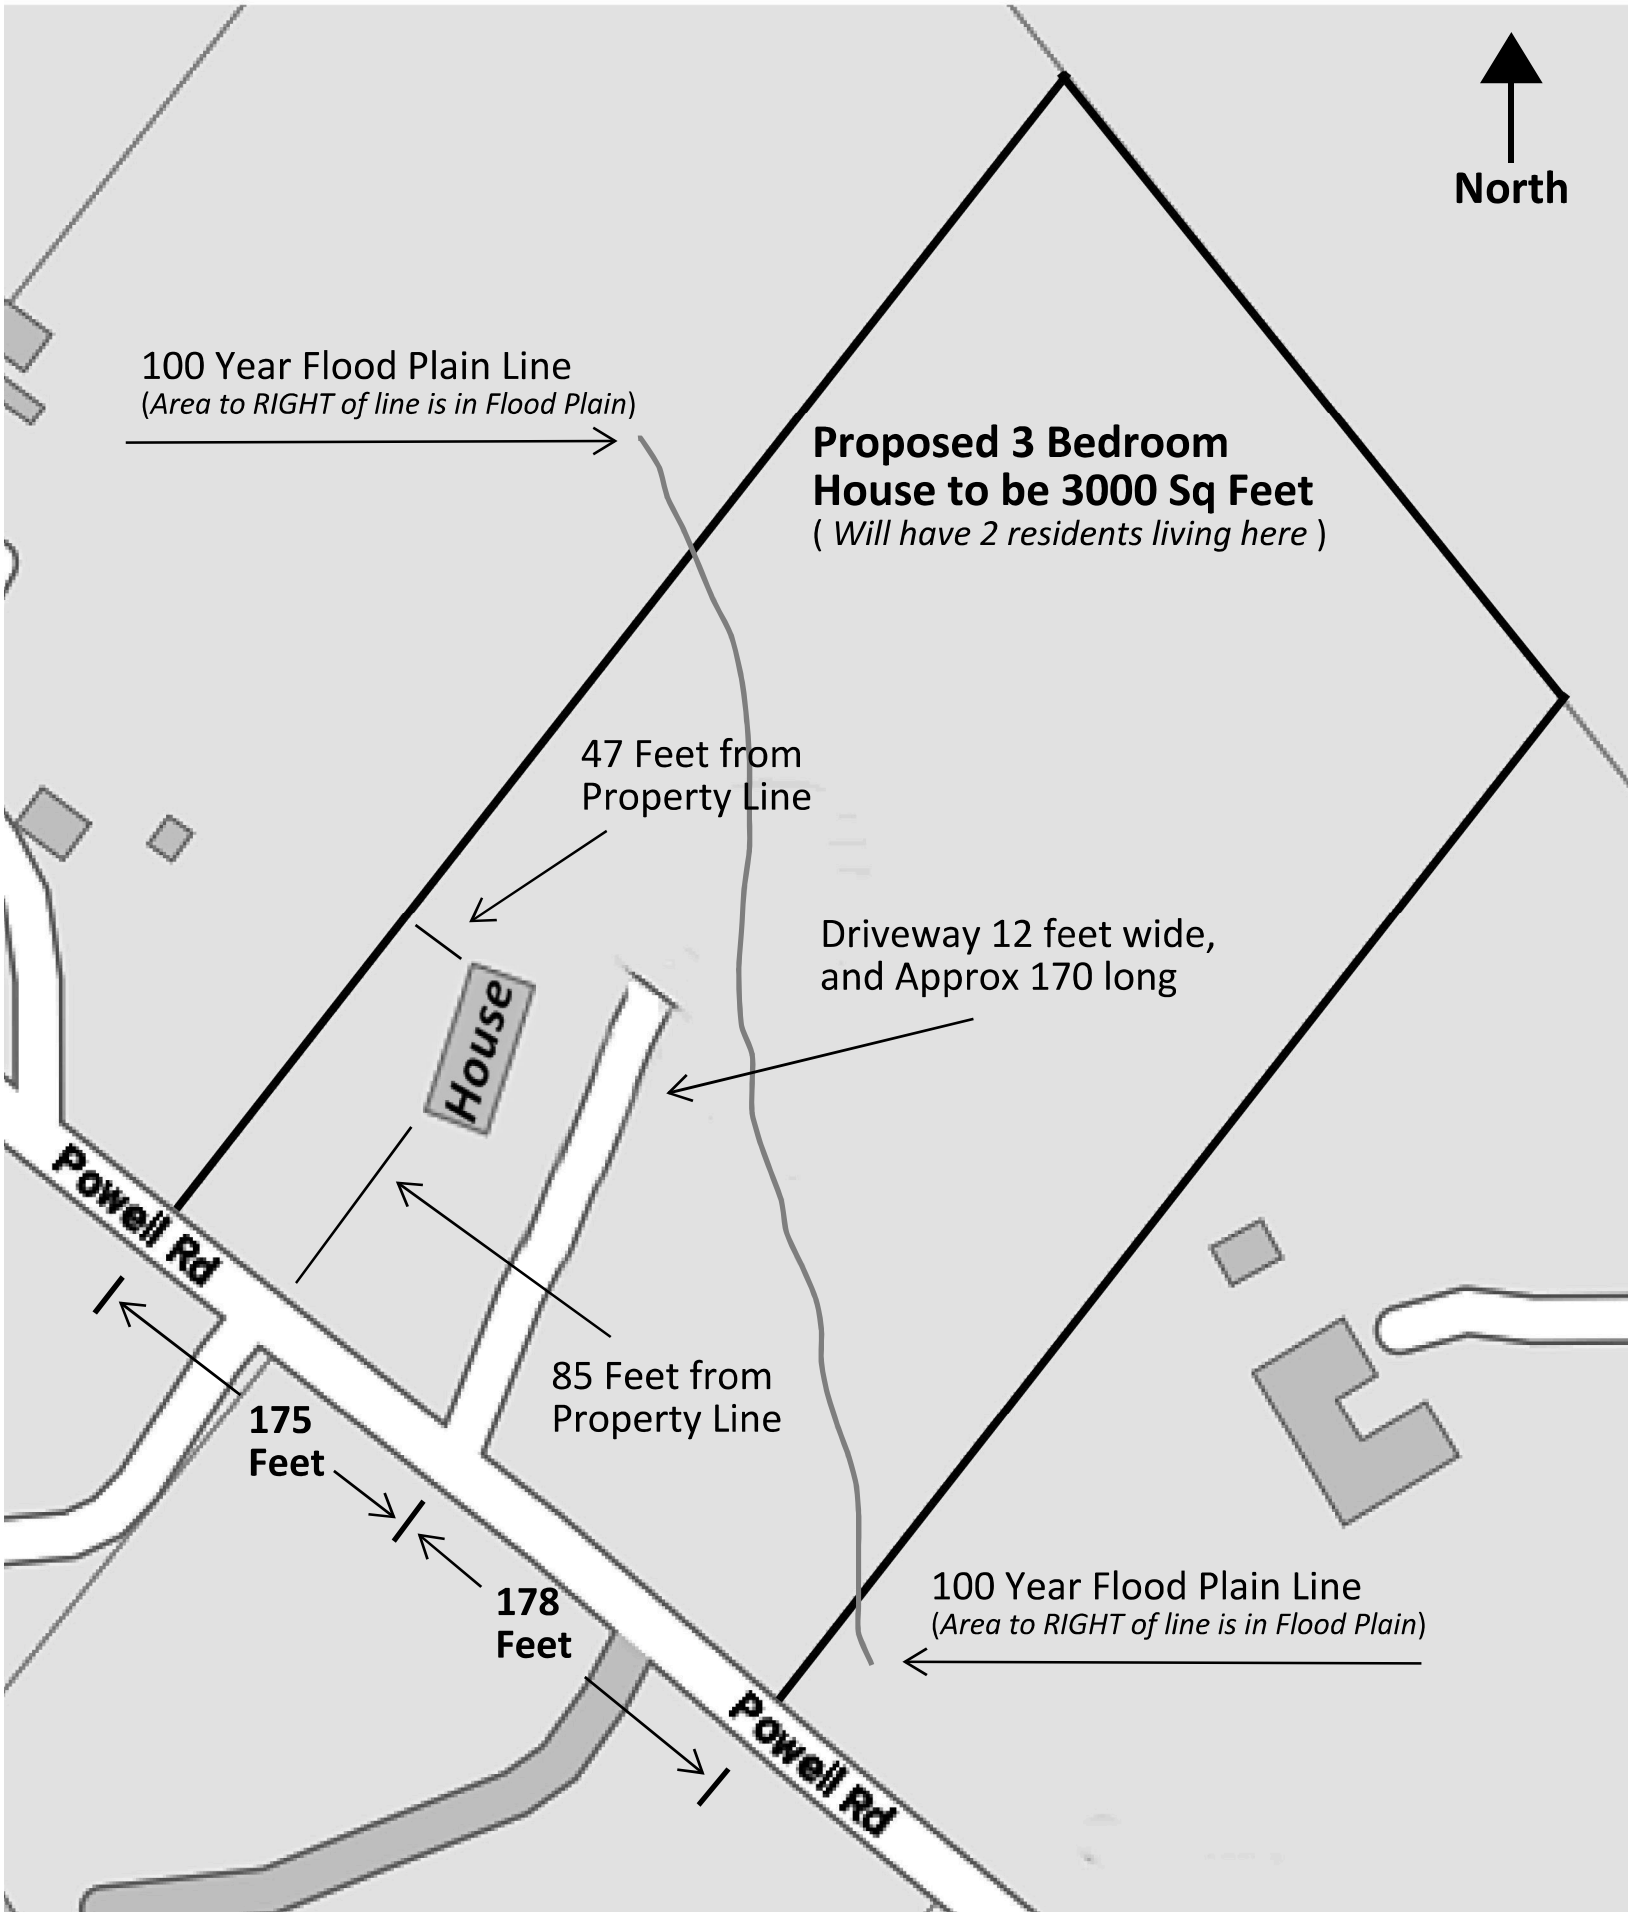 North
100 Year Flood Plain Line
(Area to RIGHT of line is in Flood Plain)
Proposed 3 Bedroom
House to be 3000 Sq Feet
( Will have 2 residents living here )
47 Feet from
Property Line
Driveway 12 feet wide,
and Approx 170 long
House
Powell Rd
85 Feet from
Property Line
175
Feet
178
Feet
100 Year Flood Plain Line
(Area to RIGHT of line is in Flood Plain)
Powell Rd